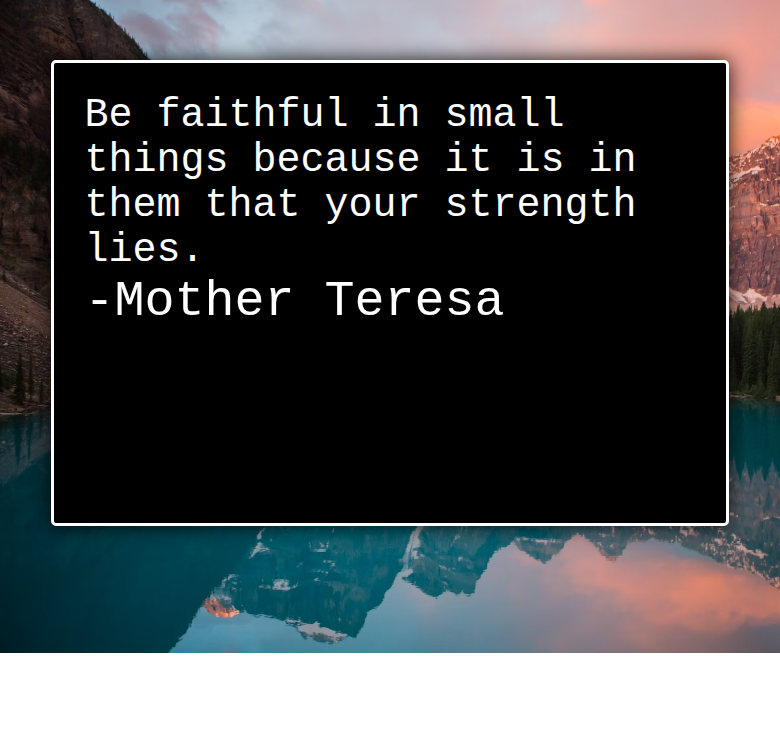 Be faithful in small
things because it is in
them that your strength
lies.
-Mother Teresa